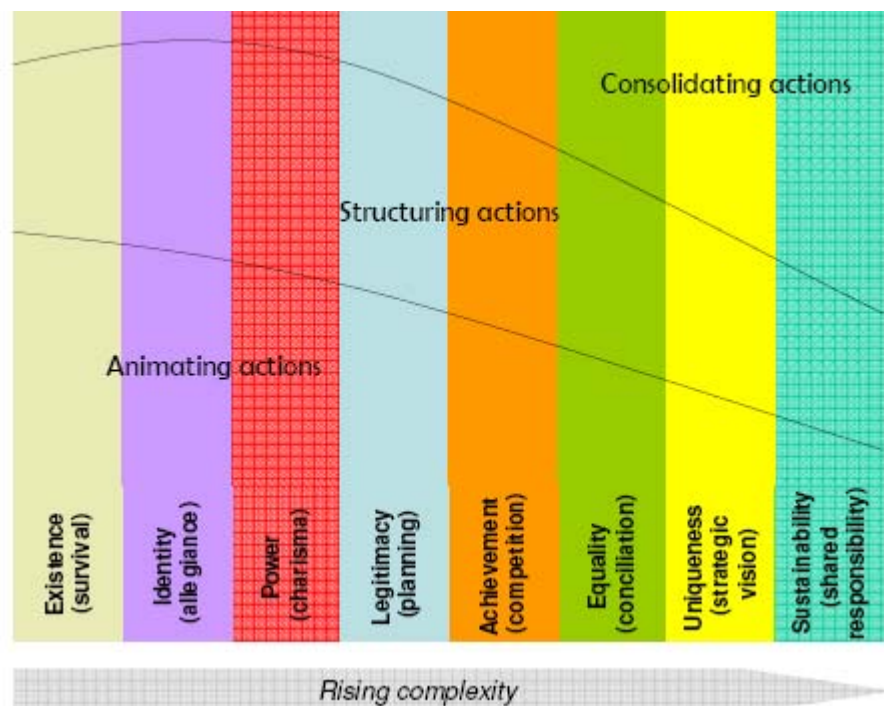 Consolidating actions
Structuring actions
Animating actions
Existence
(survival)
Identity
(allegiance)
Power
(charisma)
Legitimacy
(planning)
Achievement
(competition)
Equality
(conciliation)
Uniqueness
(strategic
vision)
Sustainability
(shared
responsibility)
Rising complexity